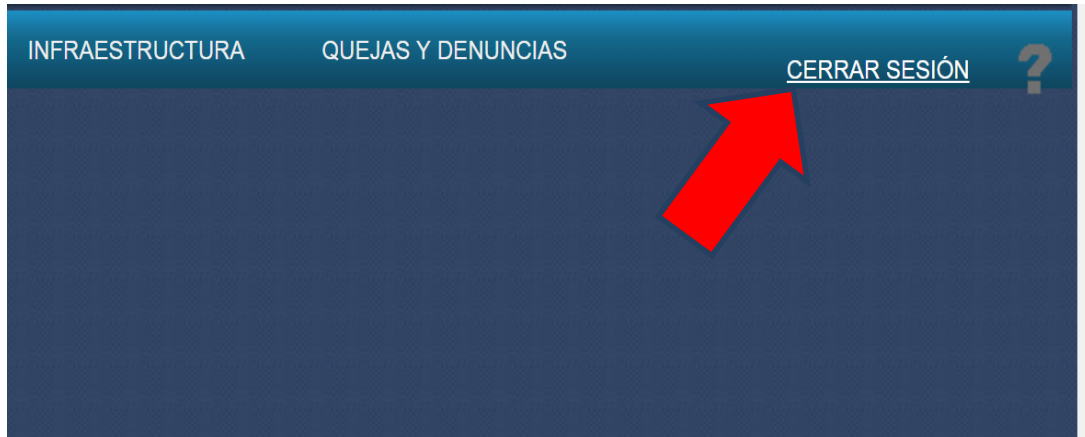 INFRAESTRUCTURA QUEJAS Y DENUNCIAS
CERRAR SESIÓN ?